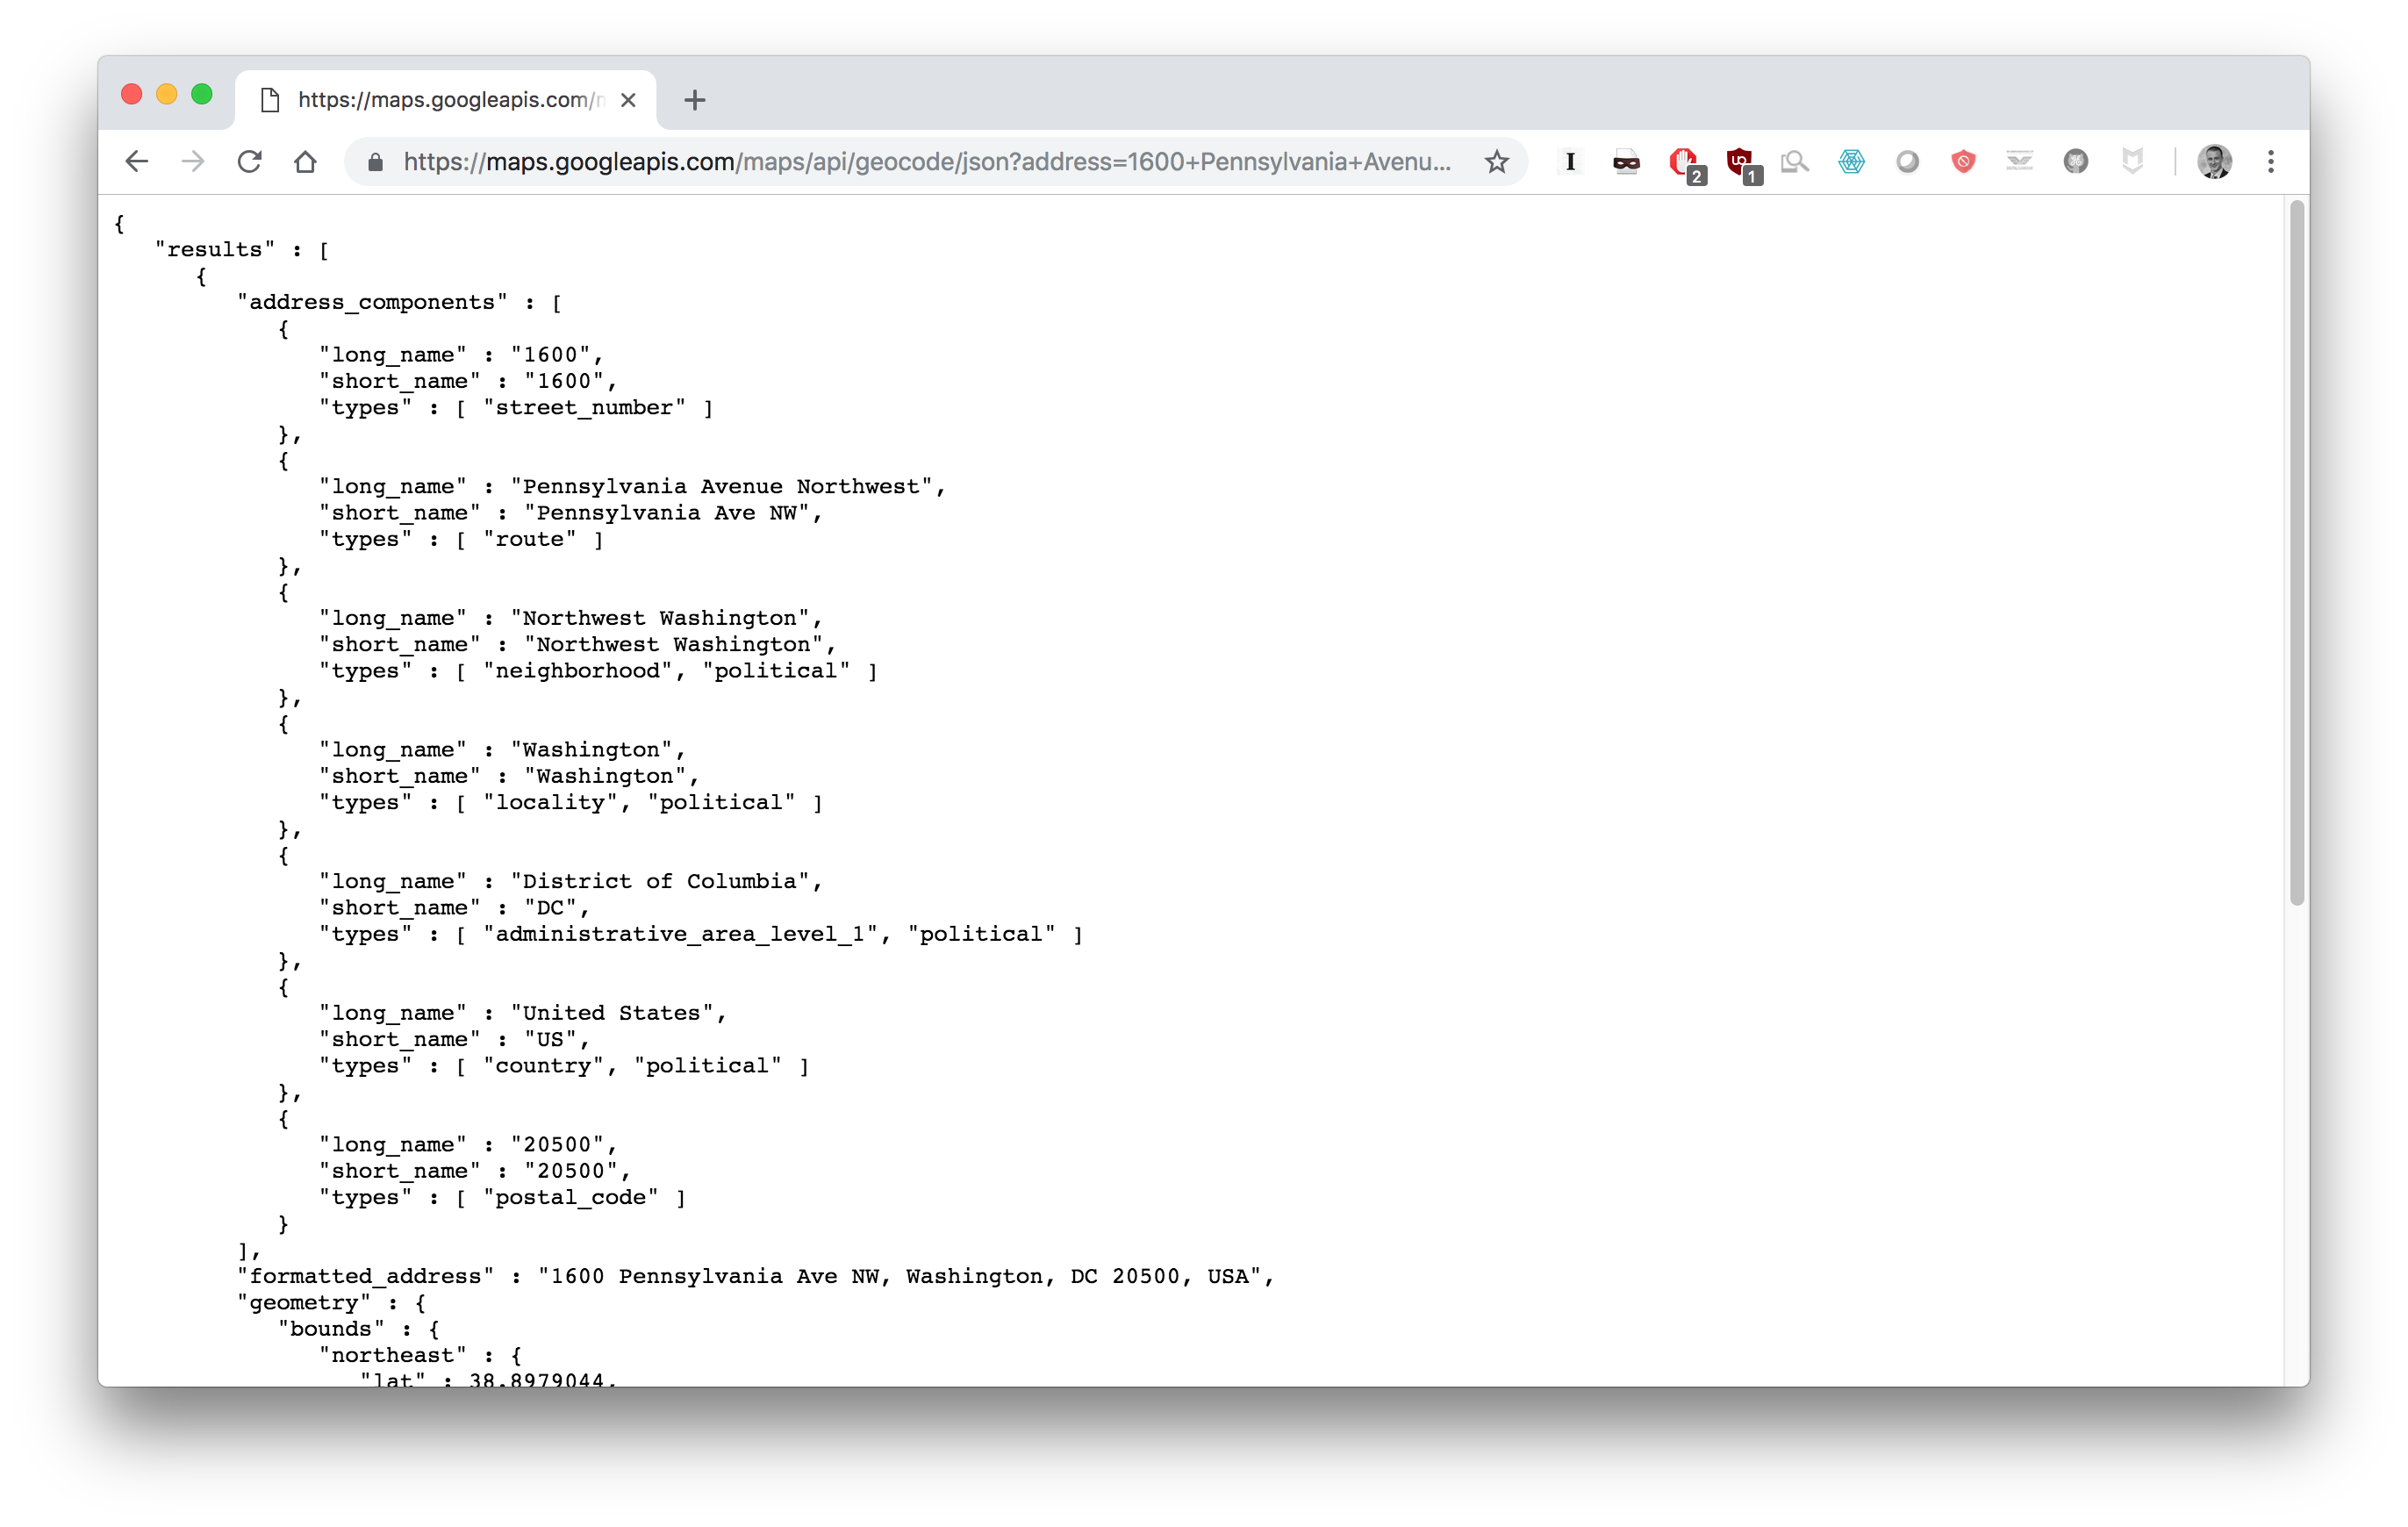 https://maps.googleapis.com/
https://maps.googleapis.com/maps/api/geocode/json?address=1600+Pennsylvania+Avenu...
I
2
1
{
"results" : [
{
"address_components" : [
{
"long_name" : "1600",
"short_name" : "1600",
"types" : [ "street_number" ]
},
{
"long_name" : "Pennsylvania Avenue Northwest",
"short_name" : "Pennsylvania Ave NW",
"types" : [ "route" ]
},
{
"long_name" : "Northwest Washington",
"short_name" : "Northwest Washington",
"types" : [ "neighborhood", "political" ]
},
{
"long_name" : "Washington",
"short_name" : "Washington",
"types" : [ "locality", "political" ]
},
{
"long_name" : "District of Columbia",
"short_name" : "DC",
"types" : [ "administrative_area_level_1", "political" ]
},
{
"long_name" : "United States",
"short_name" : "US",
"types" : [ "country", "political" ]
},
{
"long_name" : "20500",
"short_name" : "20500",
"types" : [ "postal_code" ]
}
],
"formatted_address" : "1600 Pennsylvania Ave NW, Washington, DC 20500, USA",
"geometry" : {
"bounds" : {
"northeast" : {
"lat" : 38.8979044,